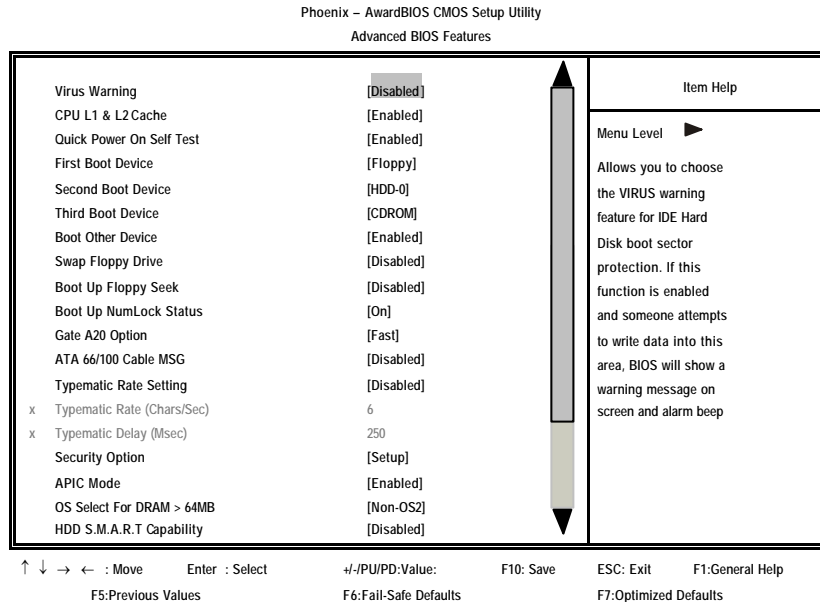 Phoenix – AwardBIOS CMOS Setup Utility
Advanced BIOS Features
Virus Warning [Disabled]
CPU L1 & L2 Cache [Enabled]
Quick Power On Self Test [Enabled]
First Boot Device [Floppy]
Second Boot Device [HDD-0]
Third Boot Device [CDROM]
Boot Other Device [Enabled]
Swap Floppy Drive [Disabled]
Boot Up Floppy Seek [Disabled]
Boot Up NumLock Status [On]
Gate A20 Option [Fast]
ATA 66/100 Cable MSG [Disabled]
Typematic Rate Setting [Disabled]
x Typematic Rate (Chars/Sec) 6
x Typematic Delay (Msec) 250
Security Option [Setup]
APIC Mode [Enabled]
OS Select For DRAM > 64MB [Non-OS2]
HDD S.M.A.R.T Capability [Disabled]
Item Help
Menu Level
Allows you to choose
the VIRUS warning
feature for IDE Hard
Disk boot sector
protection. If this
function is enabled
and someone attempts
to write data into this
area, BIOS will show a
warning message on
screen and alarm beep
↑ ↓ → ← : Move Enter : Select +/-/PU/PD:Value: F10: Save ESC: Exit F1:General Help
F5:Previous Values F6:Fail-Safe Defaults F7:Optimized Defaults